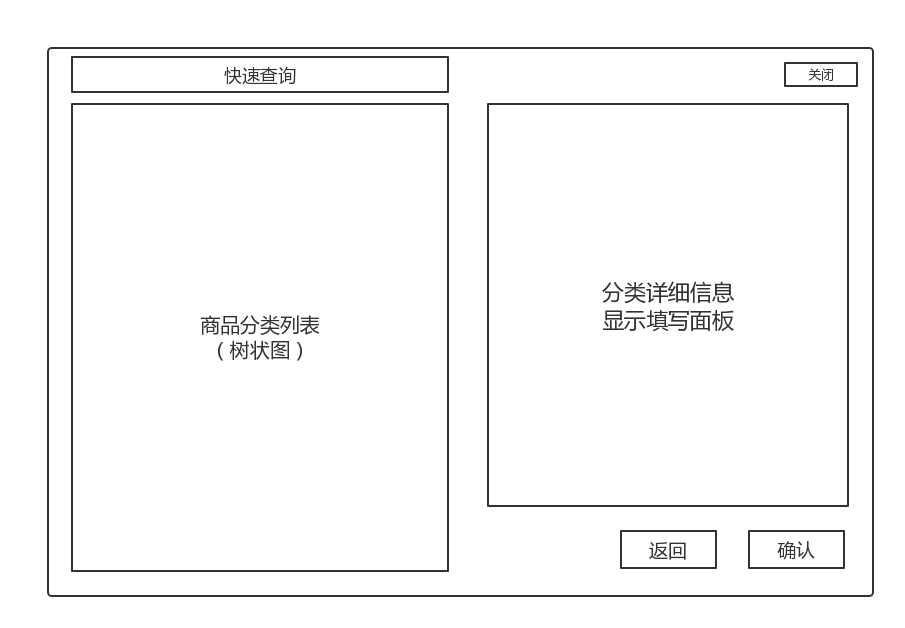 快速查询
关闭
商品分类列表
（树状图）
分类详细信息
显示填写面板
返回
确认